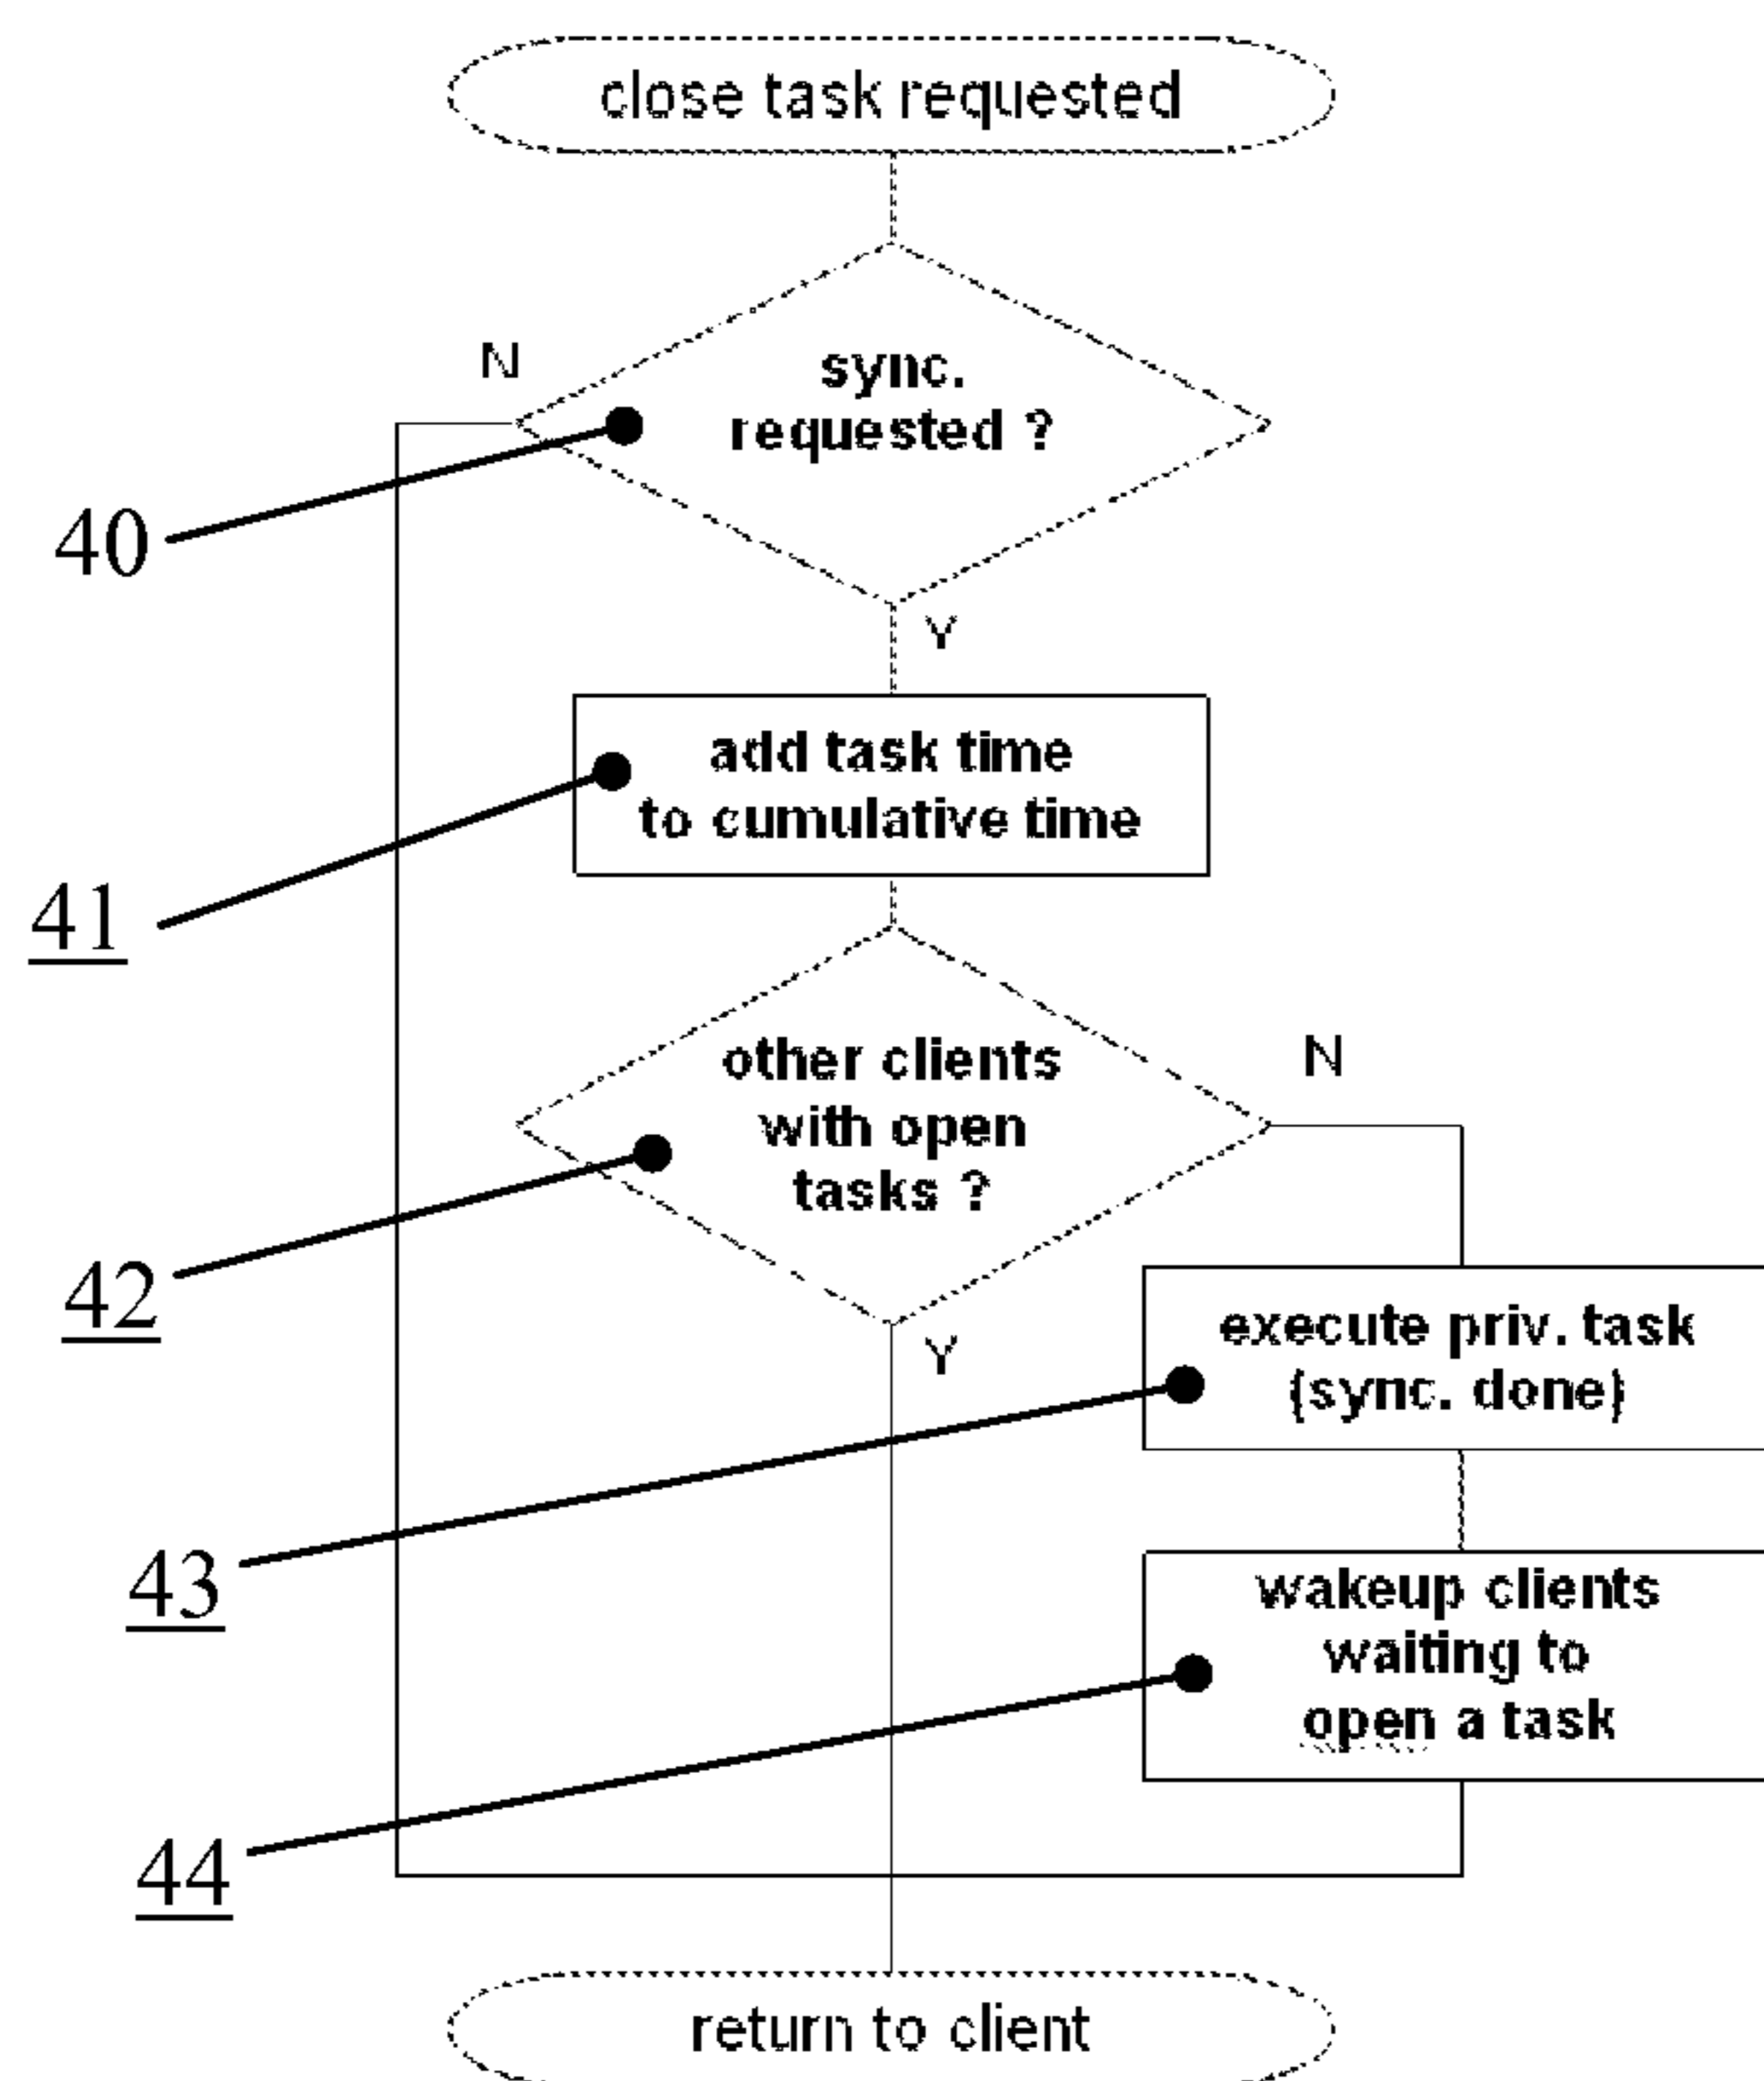 close task requested
N
sync.
requested ?
40
Y
add task time
to cumulative time
41
other clients
with open
tasks ?
N
42
Y
execute priv. task
(sync. done)
43
wakeup clients
waiting to
open a task
44
return to client